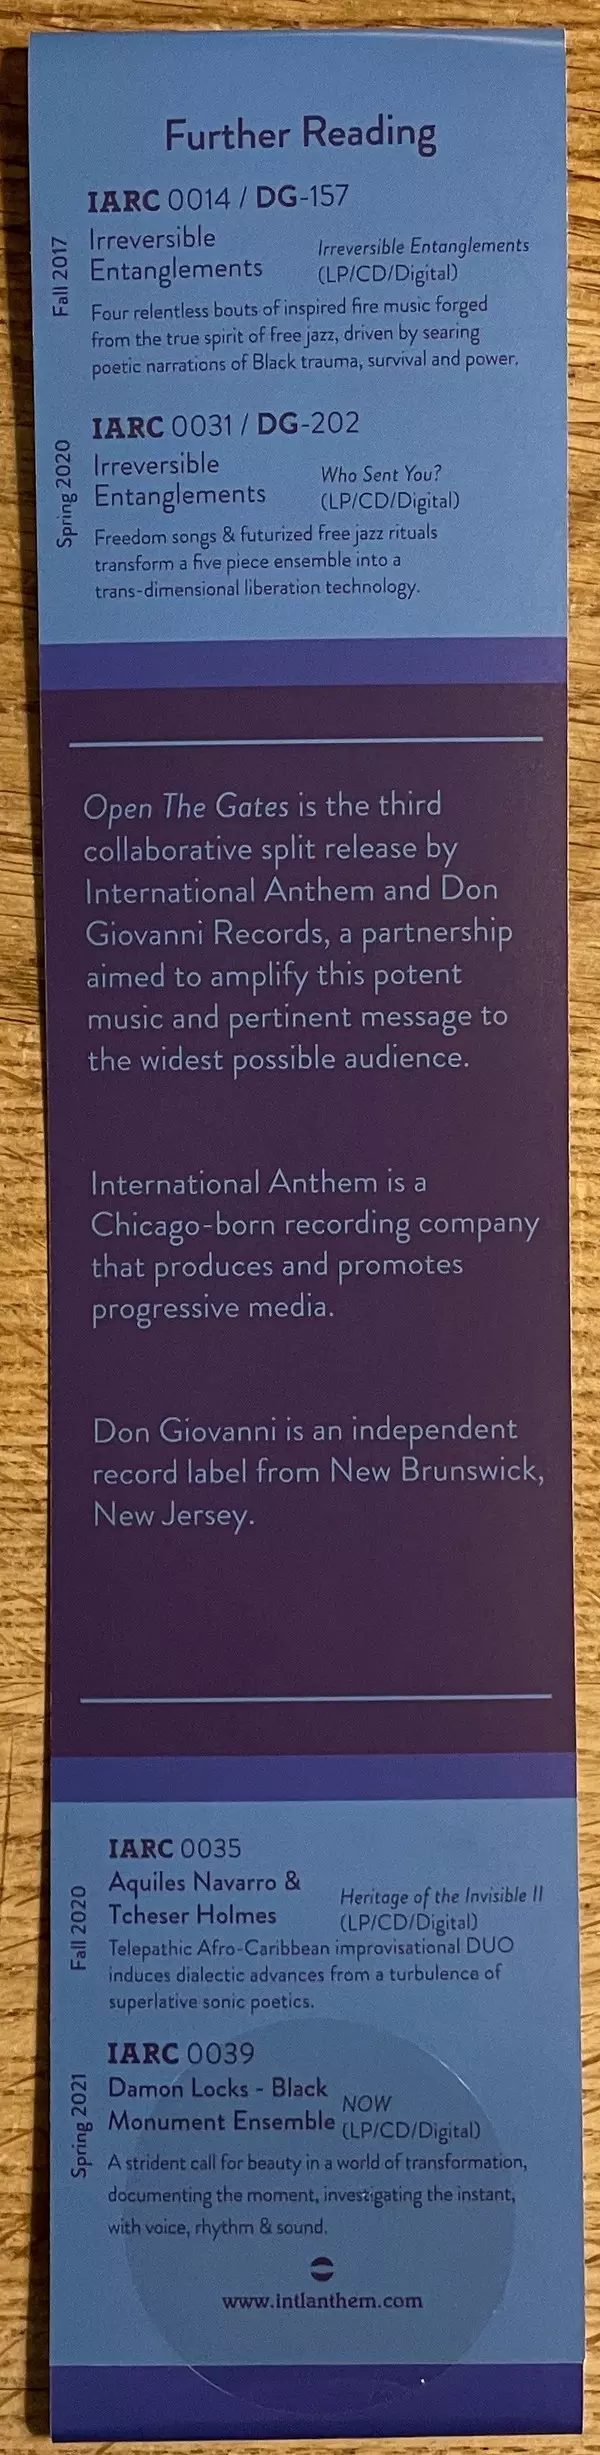 Further Reading
IARC 0014 / DG-157
Fall 2017
Irreversible
Entanglements
Irreversible Entanglements
(LP/CD/Digital)
Four relentless bouts of inspired fire music forged
from the true spirit of free jazz, driven by searing
poetic narrations of Black trauma, survival and power.
IARC 0031 / DG-202
Spring 2020
Irreversible
Entanglements
Who Sent You?
(LP/CD/Digital)
Freedom songs & futurized free jazz rituals
transform a five piece ensemble into a
trans-dimensional liberation technology.
Open The Gates is the third
collaborative split release by
International Anthem and Don
Giovanni Records, a partnership
aimed to amplify this potent
music and pertinent message to
the widest possible audience.
International Anthem is a
Chicago-born recording company
that produces and promotes
progressive media.
Don Giovanni is an independent
record label from New Brunswick,
New Jersey.
IARC 0035
Fall 2020
Aquiles Navarro &
Tcheser Holmes
Heritage of the Invisible II
(LP/CD/Digital)
Telepathic Afro-Caribbean improvisational DUO
induces dialectic advances from a turbulence of
superlative sonic poetics.
IARC 0039
Spring 2021
Damon Locks - Black
Monument Ensemble
NOW
(LP/CD/Digital)
A strident call for beauty in a world of transformation,
documenting the moment, investigating the instant,
with voice, rhythm & sound.
www.intlanthem.com